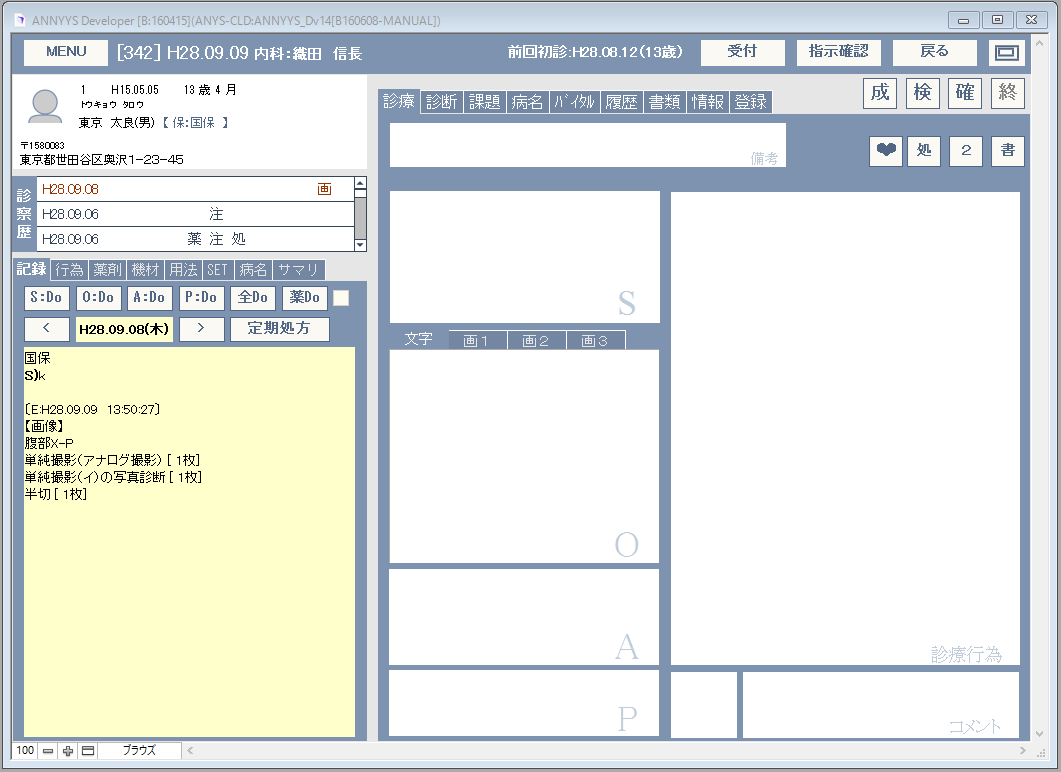 ANNYYS Developer [B:160415](ANYS-CLD:ANNYYS_Dv14[B160608-MANUAL])
MENU [342] H28.09.09 内科:織田 信長 前回初診:H28.08.12(13歳) 受付 指示確認 戻る
1 H15.05.05 13 歳 4 月
トウキョウ タロウ
東京 太良(男)【 保:国保 】
〒1580083
東京都世田谷区奥沢1-23-45
成 検 確 終
診療 診断 課題 病名 バイタル 履歴 書類 情報 登録
備考
❤ 処 2 書
診察歴
H28.09.08 画
H28.09.06 注
H28.09.06 薬 注 処
記録 行為 薬剤 機材 用法 SET 病名 サマリ
S:Do O:Do A:Do P:Do 全Do 薬Do
< H28.09.08(木) > 定期処方
国保
S)k
[E:H28.09.09 13:50:27]
【画像】
腹部X-P
単純撮影(アナログ撮影) [ 1枚]
単純撮影(イ)の写真診断 [ 1枚]
半切 [ 1枚]
S
文字 画1 画2 画3
O
A
P
診療行為
コメント
100 ブラウズ